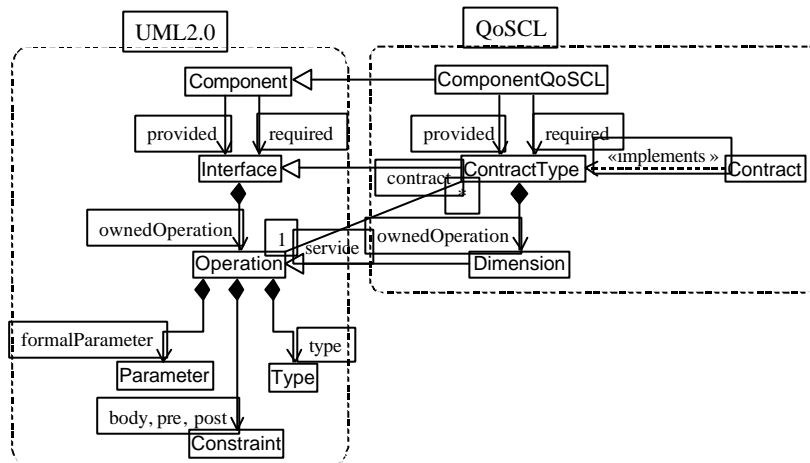 UML2.0
QoSCL
Component
ComponentQoSCL
provided
required
provided
required
«implements »
Interface
contract
*
ContractType
Contract
ownedOperation
1
service
ownedOperation
Operation
Dimension
formalParameter
type
Parameter
Type
body, pre, post
Constraint